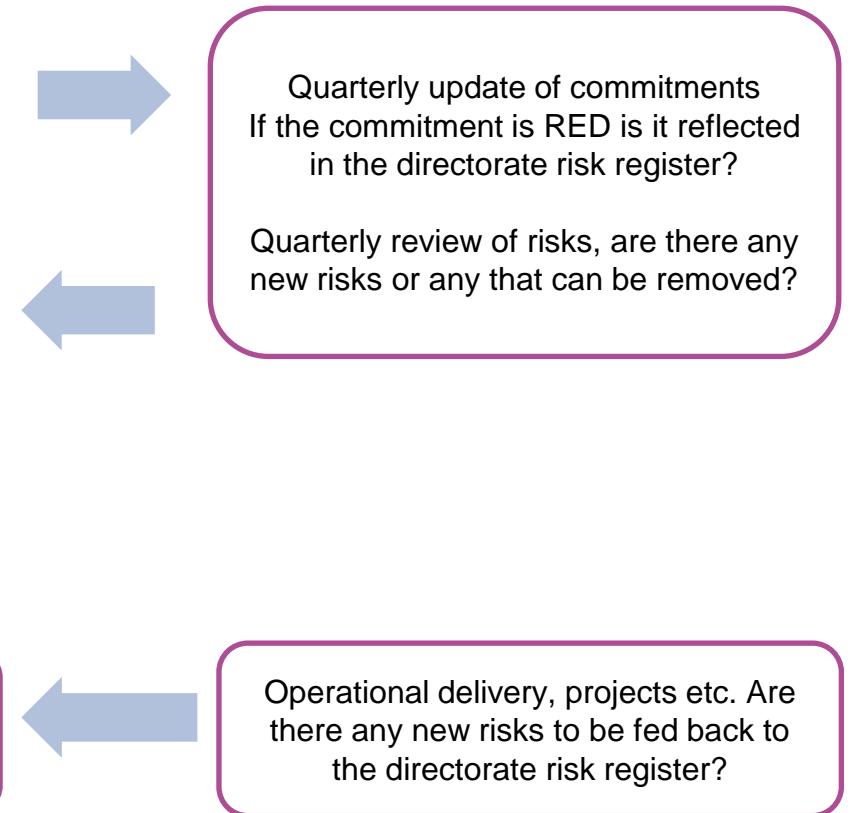 Quarterly update of commitments
If the commitment is RED is it reflected
in the directorate risk register?
Quarterly review of risks, are there any
new risks or any that can be removed?
Operational delivery, projects etc. Are
there any new risks to be fed back to
the directorate risk register?